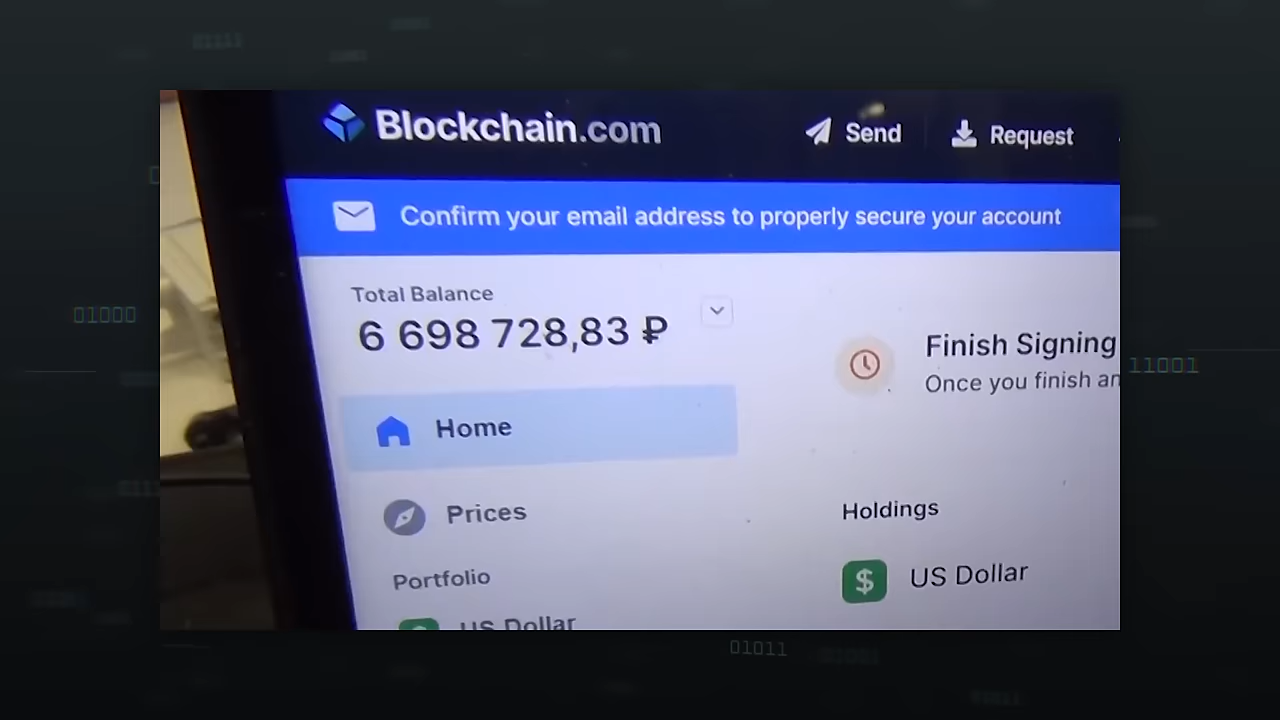 Blockchain.com
Send
Request
Confirm your email address to properly secure your account
Total Balance
6 698 728,83 ₽
Finish Signing
Once you finish an
Home
Prices
Holdings
Portfolio
US Dollar
US Dollar
01000
11001
01011